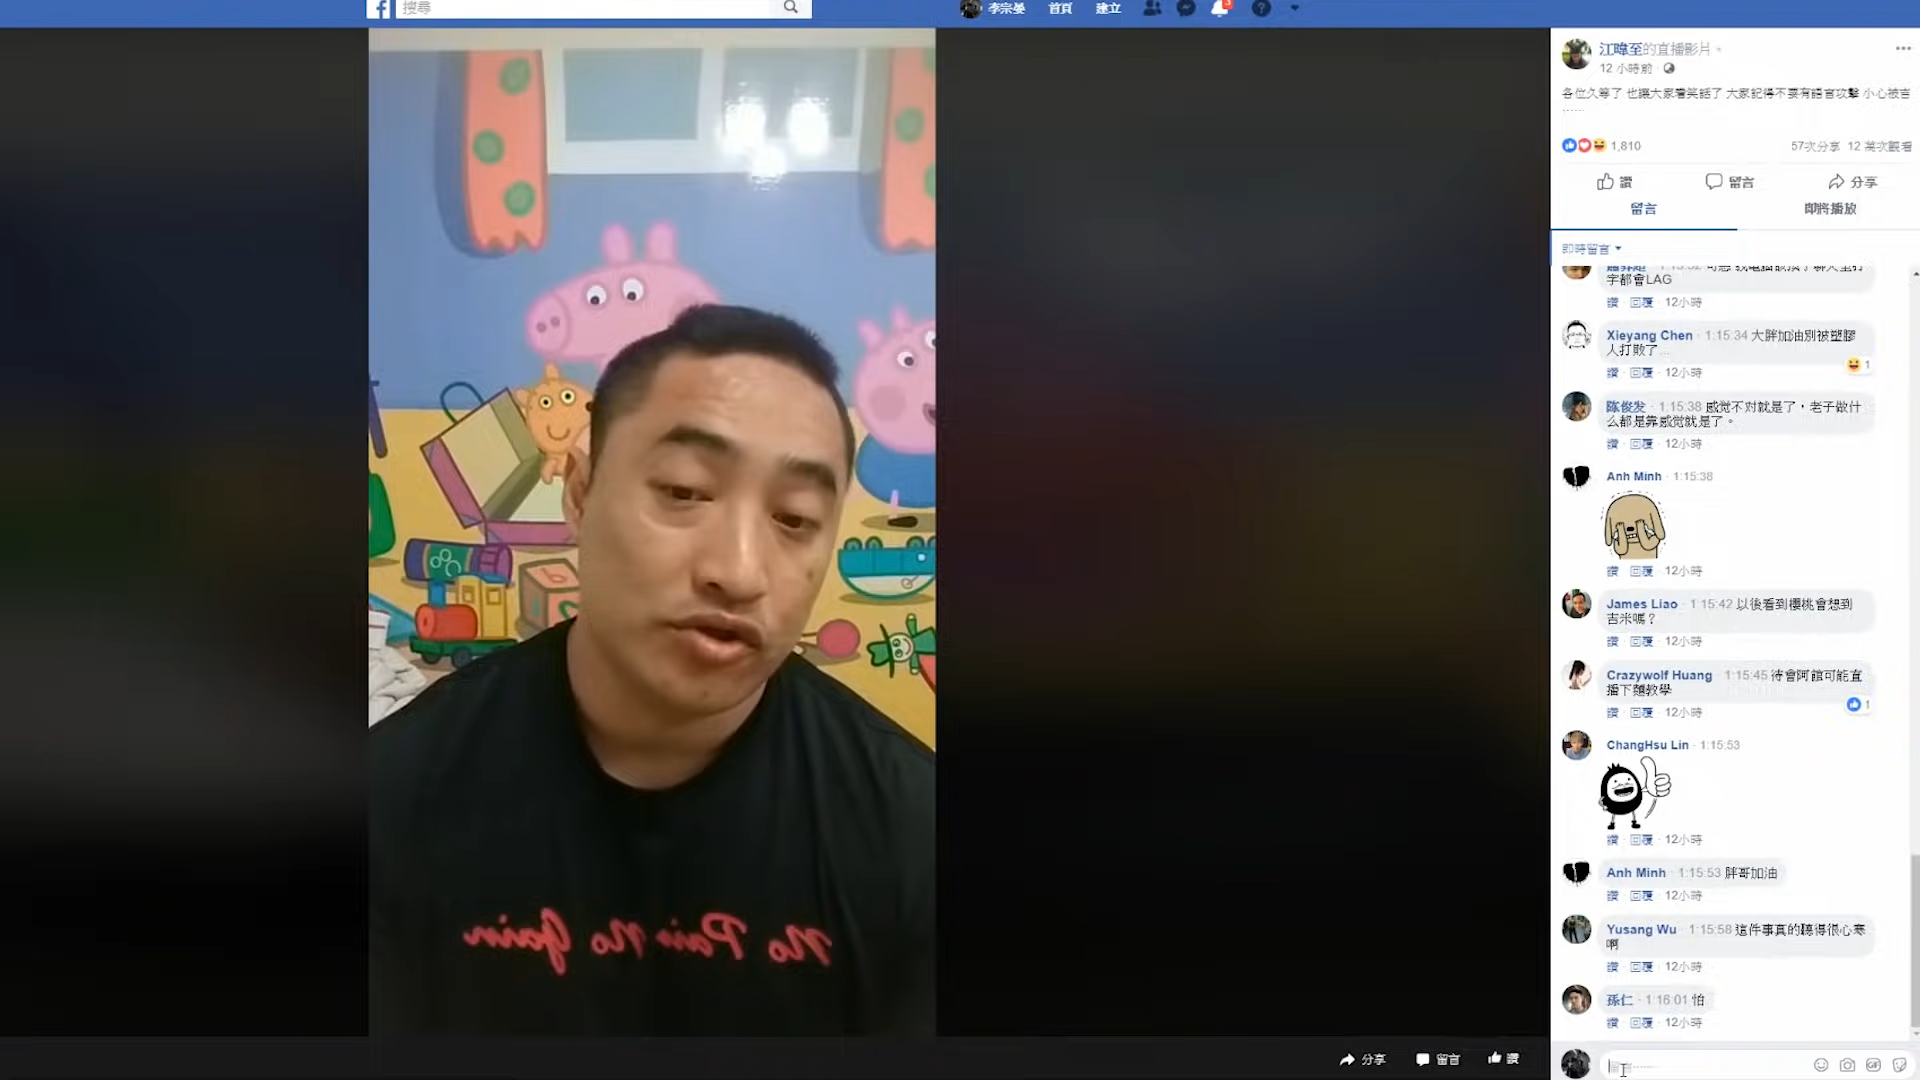 搜尋
李宗晏 首頁 建立
3
江暐至的直播影片
12 小時前
各位久等了 也讓大家看笑話了 大家記得不要有語言攻擊 小心被告
......
1,810
57次分享 12 萬次觀看
讚 留言 分享
留言 即將播放
即時留言
字都會LAG
讚 · 回覆 · 12小時
Xieyang Chen · 1:15:34 大胖加油別被塑膠
人打敗了...
1
讚 · 回覆 · 12小時
陈俊发 · 1:15:38 感觉不对就是了，老子做什
么都是靠感觉就是了。
讚 · 回覆 · 12小時
Anh Minh · 1:15:38
讚 · 回覆 · 12小時
James Liao · 1:15:42 以後看到櫻桃會想到
吉米嗎？
讚 · 回覆 · 12小時
Crazywolf Huang · 1:15:45 待會阿館可能直
播下麵教學
1
讚 · 回覆 · 12小時
ChangHsu Lin · 1:15:53
讚 · 回覆 · 12小時
Anh Minh · 1:15:53 胖哥加油
讚 · 回覆 · 12小時
Yusang Wu · 1:15:58 這件事真的聽得很心寒
啊
讚 · 回覆 · 12小時
孫仁 · 1:16:01 怕
讚 · 回覆 · 12小時
No Pain No Gain
分享 留言 讚